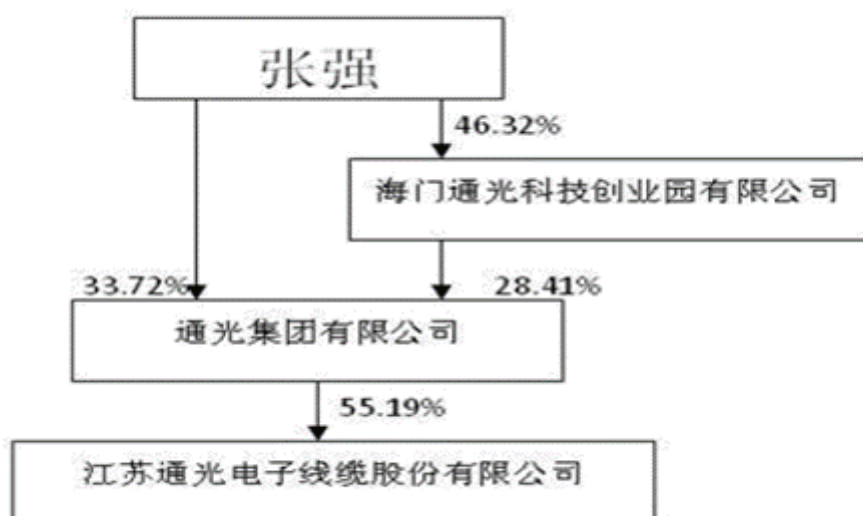 张强
46.32%
海门通光科技创业园有限公司
33.72%
28.41%
通光集团有限公司
55.19%
江苏通光电子线缆股份有限公司